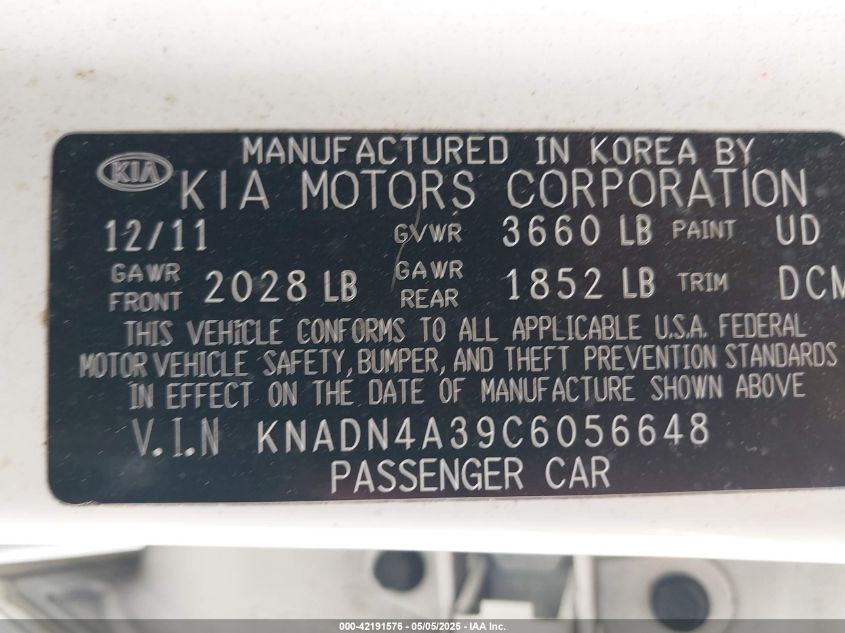 MANUFACTURED IN KOREA BY
KIA KIA MOTORS CORPORATION
12/11 GVWR 3660 LB PAINT UD
GAWR FRONT 2028 LB GAWR REAR 1852 LB TRIM DCM
THIS VEHICLE CONFORMS TO ALL APPLICABLE U.S.A. FEDERAL
MOTOR VEHICLE SAFETY, BUMPER, AND THEFT PREVENTION STANDARDS
IN EFFECT ON THE DATE OF MANUFACTURE SHOWN ABOVE
V.I.N KNADN4A39C6056648
PASSENGER CAR
000-42191576 - 05/05/2025 - IAA Inc.